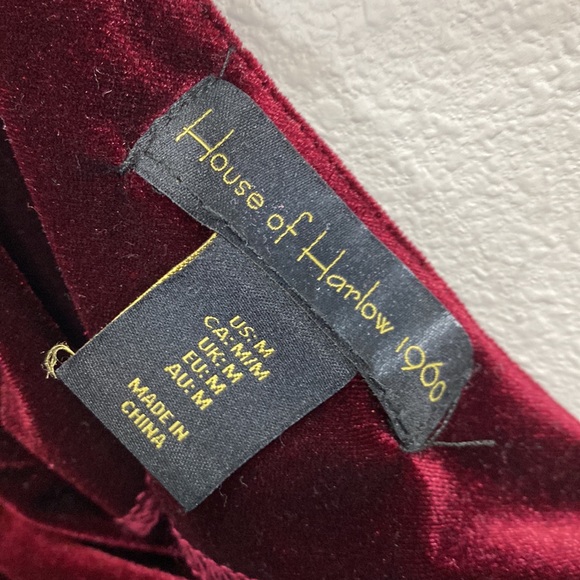 House of Harlow 1960
US:M
CA:M/M
UK:M
EU:M
AU:M
MADE IN
CHINA